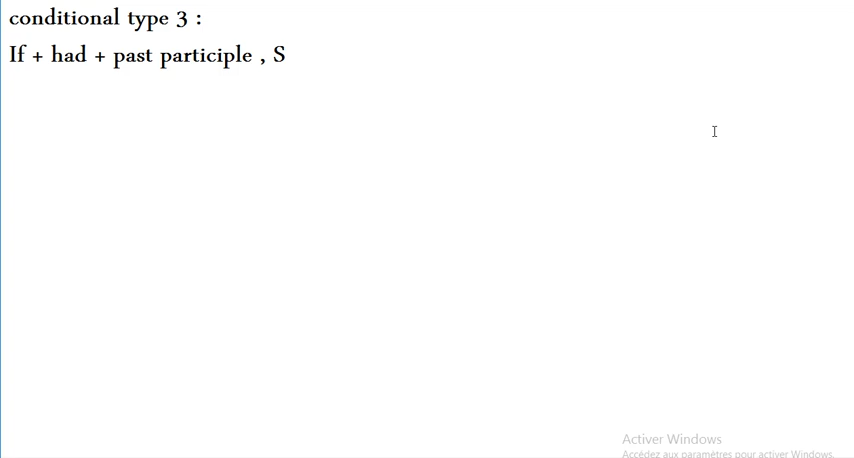 conditional type 3 :
If + had + past participle , S
Activer Windows
Accédez aux paramètres pour activer Windows.